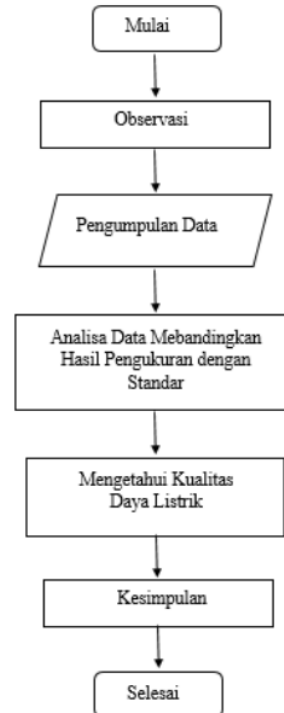 Mulai
Observasi
Pengumpulan Data
Analisa Data Mebandingkan
Hasil Pengukuran dengan
Standar
Mengetahui Kualitas
Daya Listrik
Kesimpulan
Selesai